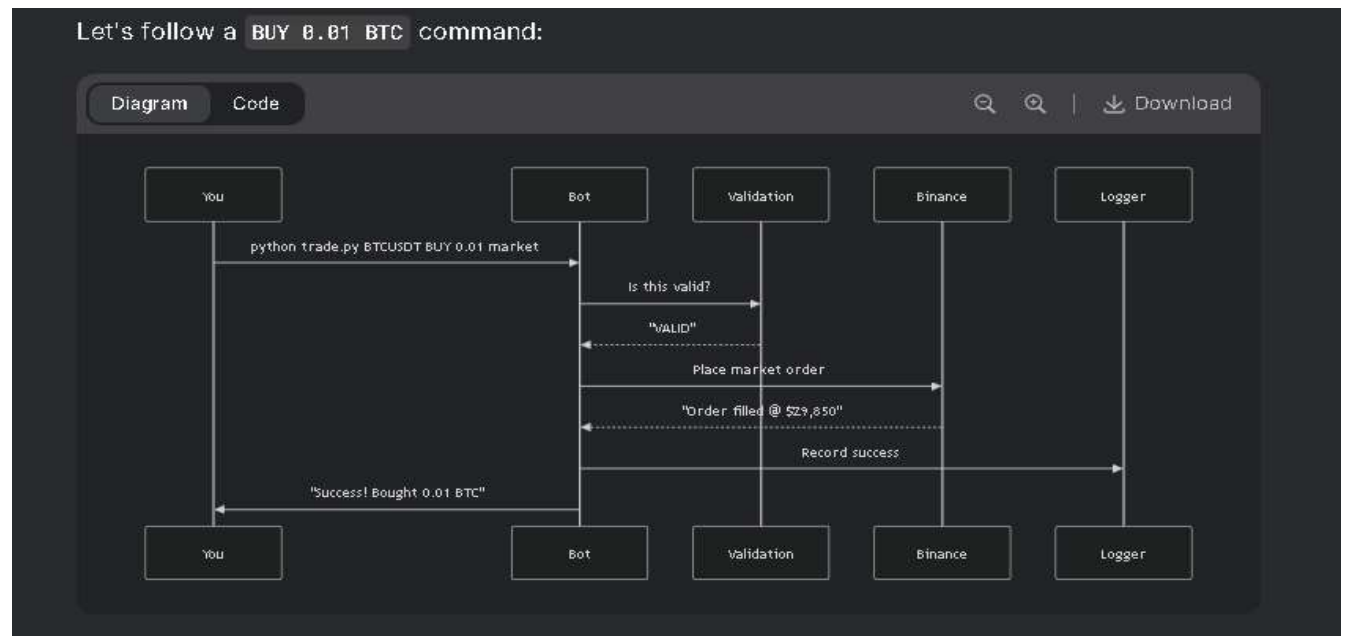 Let's follow a BUY 0.01 BTC command:
Diagram Code Download
You Bot Validation Binance Logger
python trade.py BTCUSDT BUY 0.01 market
Is this valid?
"VALID"
Place market order
"Order filled @ $29,850"
Record success
"Success! Bought 0.01 BTC"
You Bot Validation Binance Logger